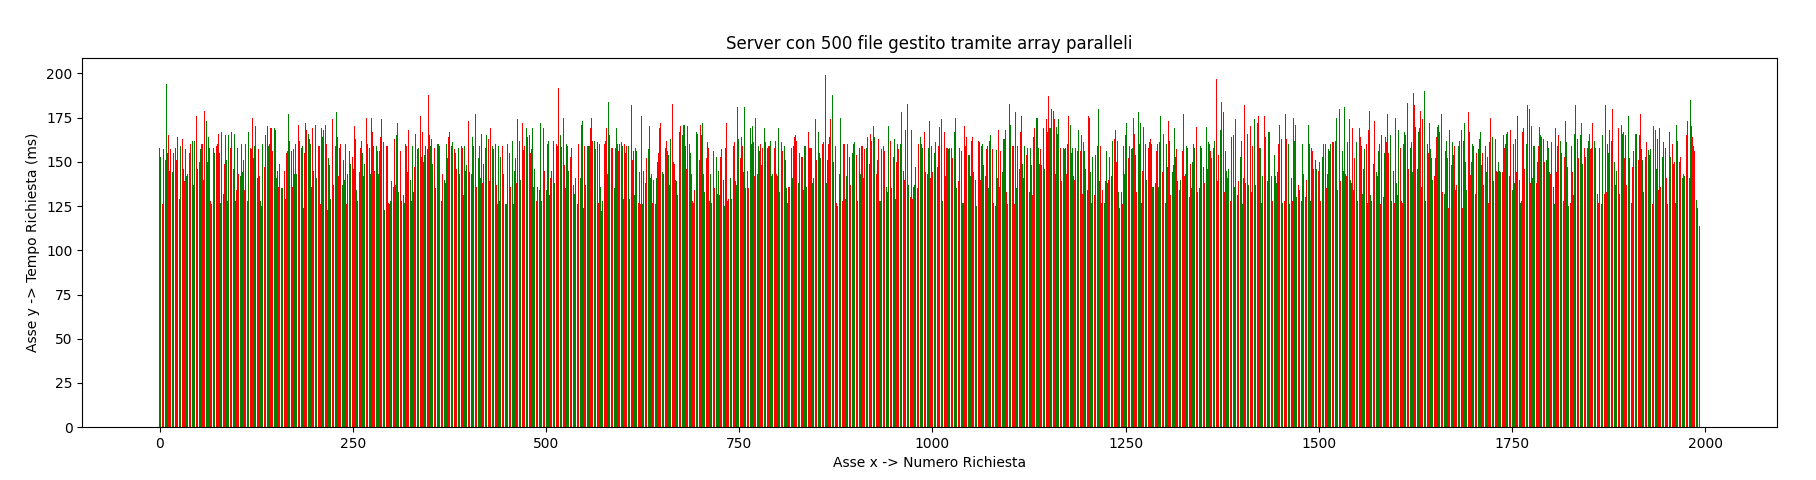 Server con 500 file gestito tramite array paralleli
Asse y -> Tempo Richiesta (ms)
200
175
150
125
100
75
50
25
0
0 250 500 750 1000 1250 1500 1750 2000
Asse x -> Numero Richiesta